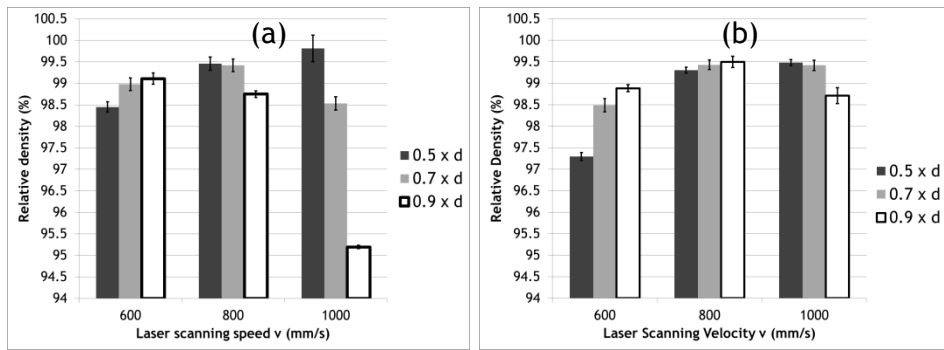 (a)
Relative density (%)
100.5
100
99.5
99
98.5
98
97.5
97
96.5
96
95.5
95
94.5
94
600
800
1000
Laser scanning speed v (mm/s)
0.5 x d
0.7 x d
0.9 x d
(b)
Relative Density (%)
100.5
100
99.5
99
98.5
98
97.5
97
96.5
96
95.5
95
94.5
94
600
800
1000
Laser Scanning Velocity v (mm/s)
0.5 x d
0.7 x d
0.9 x d